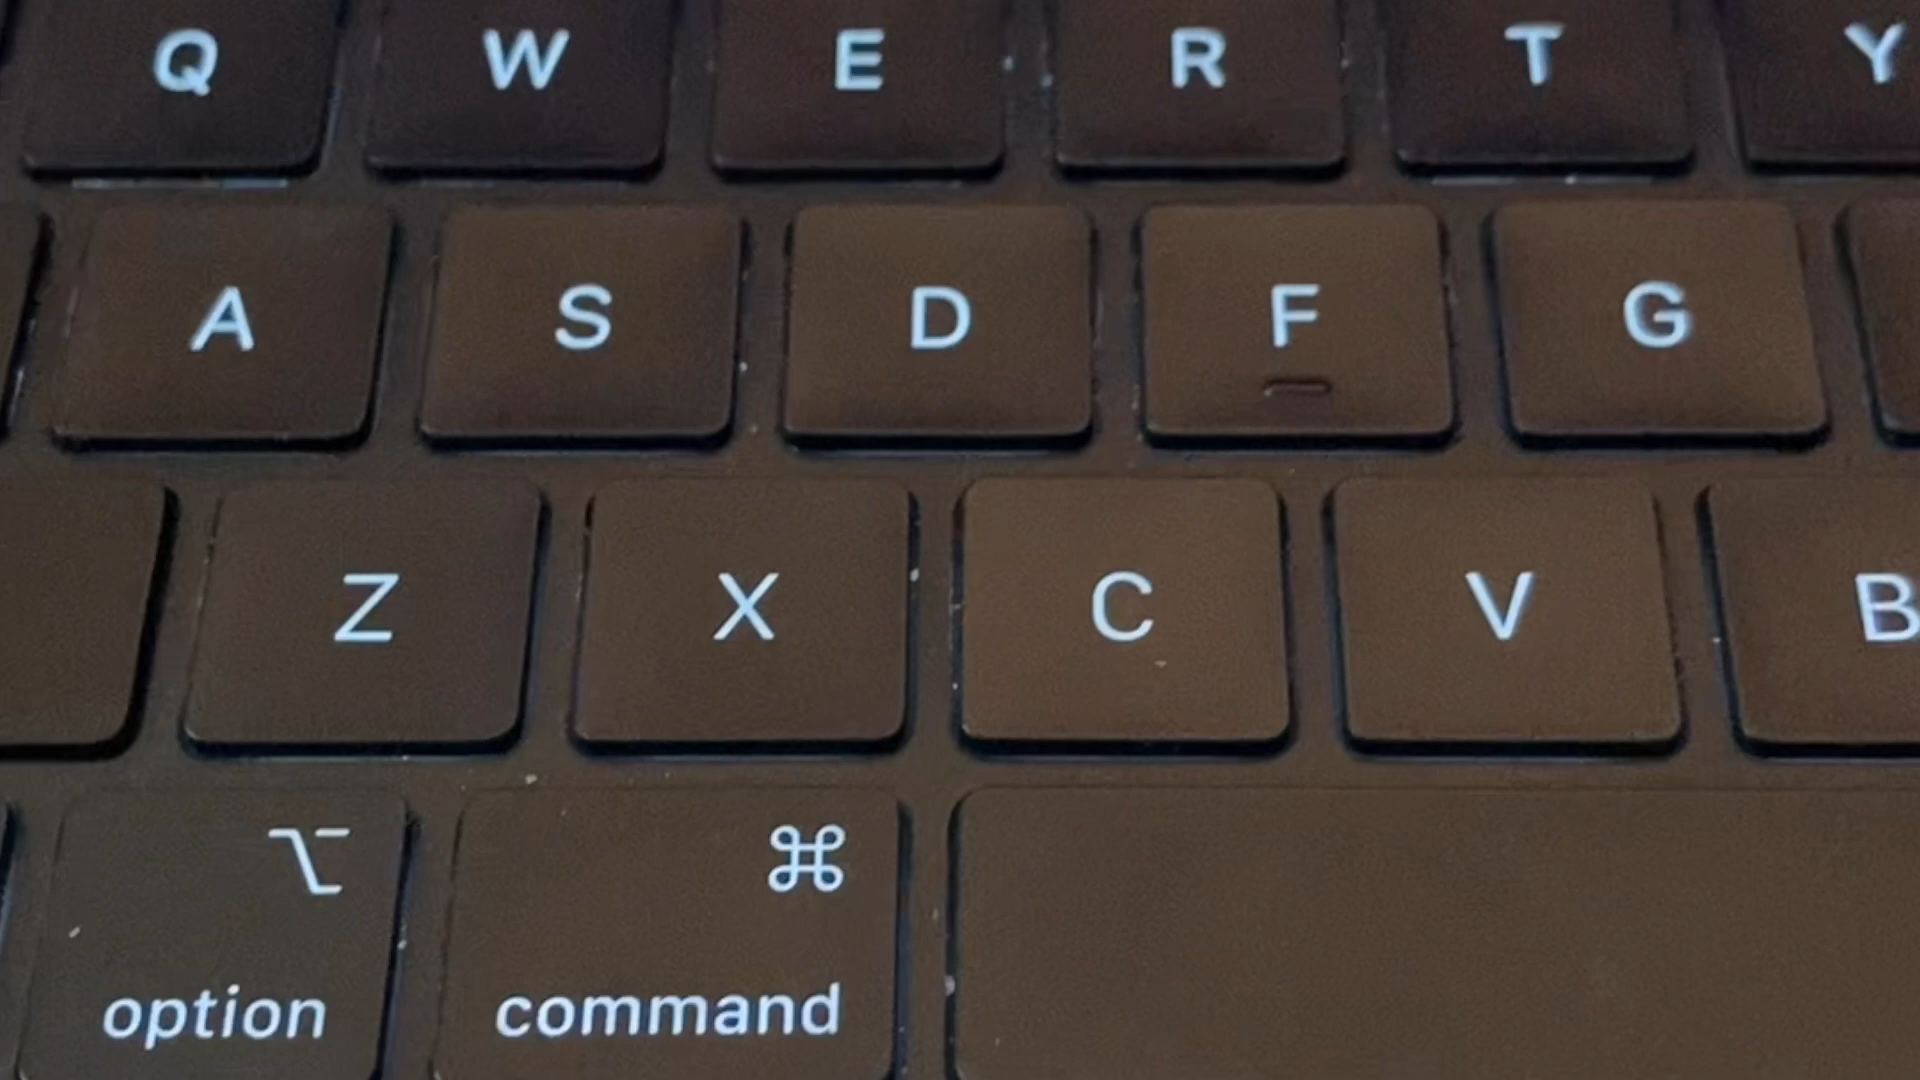 Q W E R T Y
A S D F G
Z X C V B
⌥ ⌘
option command